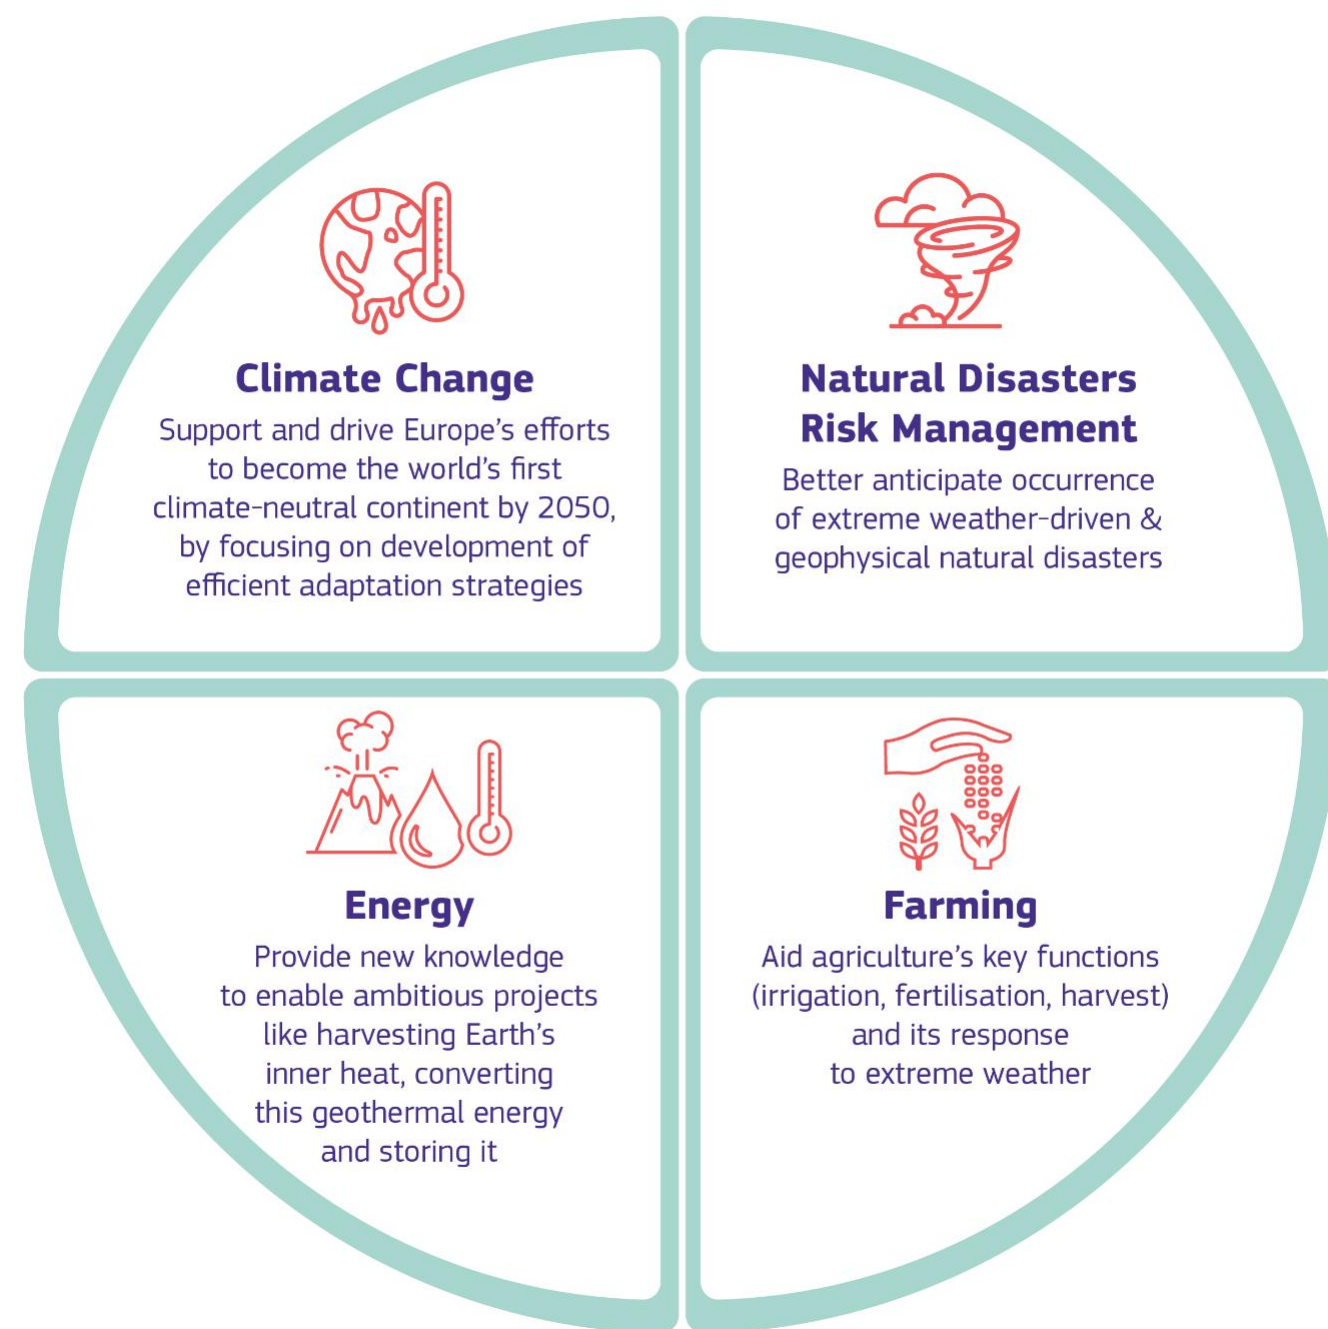 Climate Change
Support and drive Europe's efforts
to become the world's first
climate-neutral continent by 2050,
by focusing on development of
efficient adaptation strategies
Natural Disasters
Risk Management
Better anticipate occurrence
of extreme weather-driven &
geophysical natural disasters
Energy
Provide new knowledge
to enable ambitious projects
like harvesting Earth's
inner heat, converting
this geothermal energy
and storing it
Farming
Aid agriculture's key functions
(irrigation, fertilisation, harvest)
and its response
to extreme weather